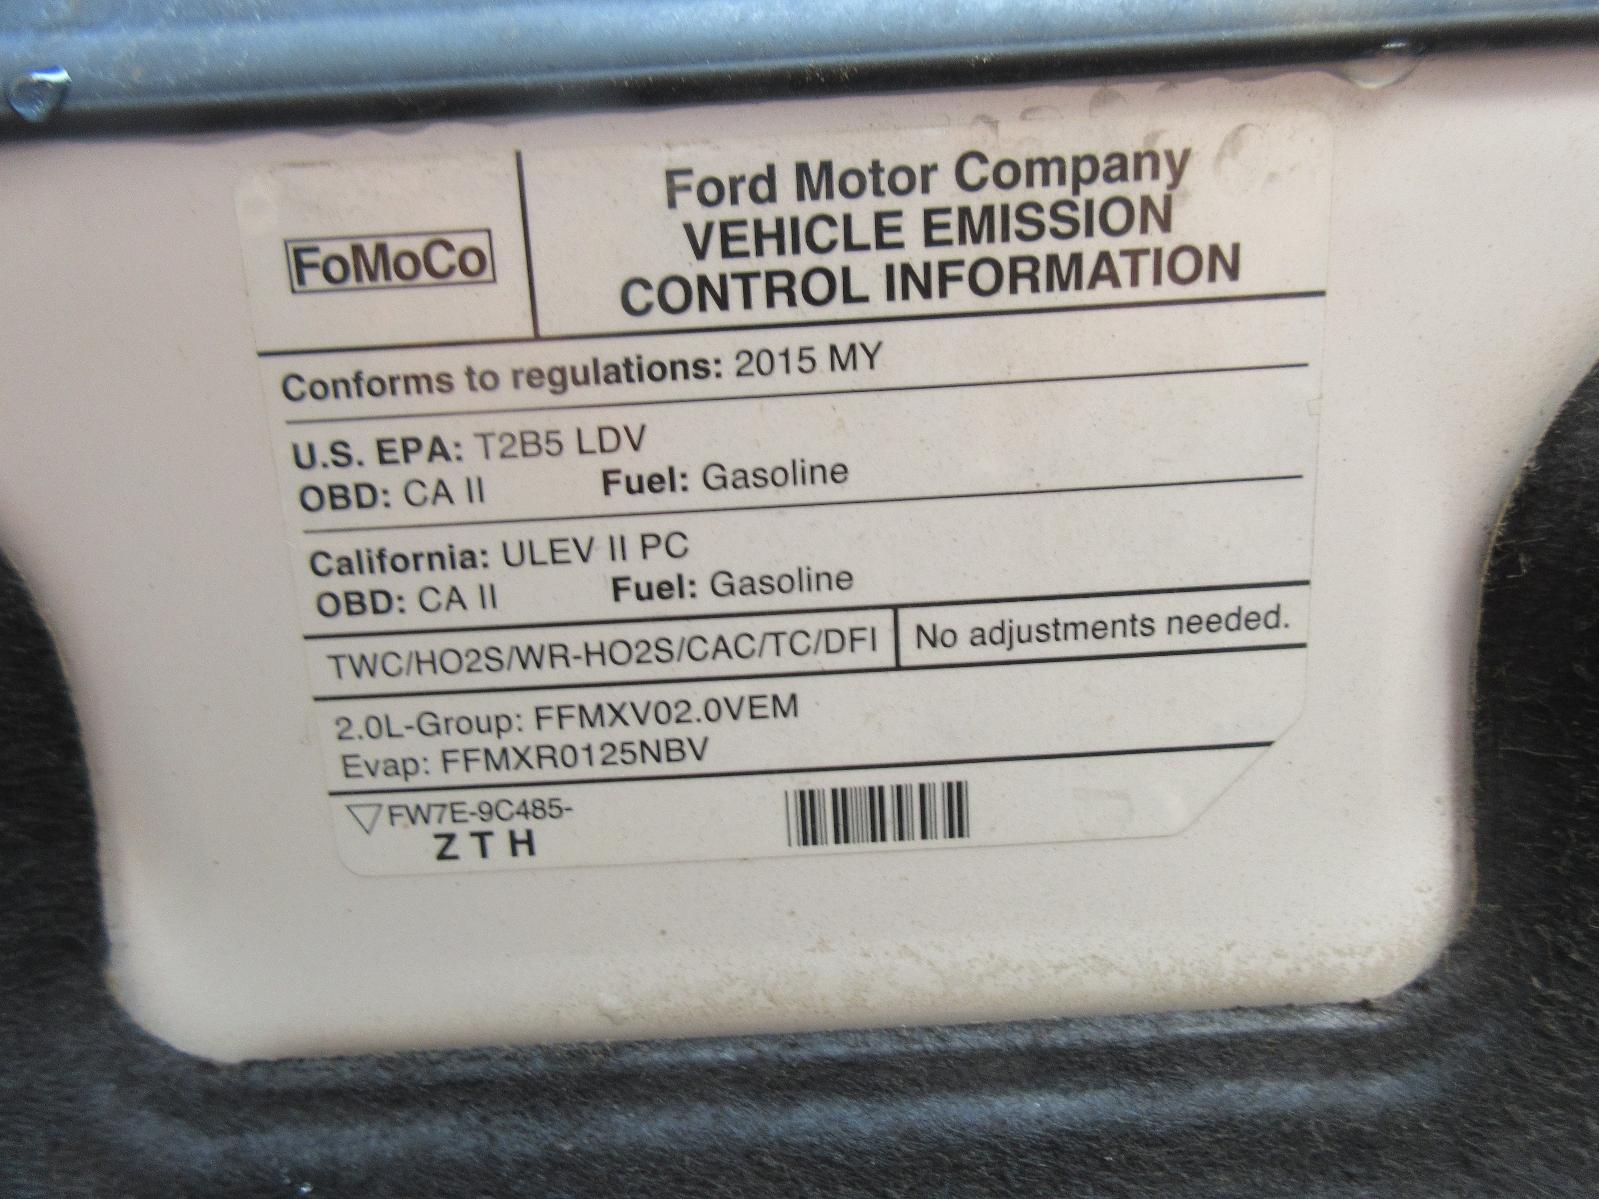 FoMoCo
Ford Motor Company
VEHICLE EMISSION
CONTROL INFORMATION
Conforms to regulations: 2015 MY
U.S. EPA: T2B5 LDV
OBD: CA II Fuel: Gasoline
California: ULEV II PC
OBD: CA II Fuel: Gasoline
TWC/HO2S/WR-HO2S/CAC/TC/DFI No adjustments needed.
2.0L-Group: FFMXV02.0VEM
Evap: FFMXR0125NBV
FW7E-9C485-
Z T H